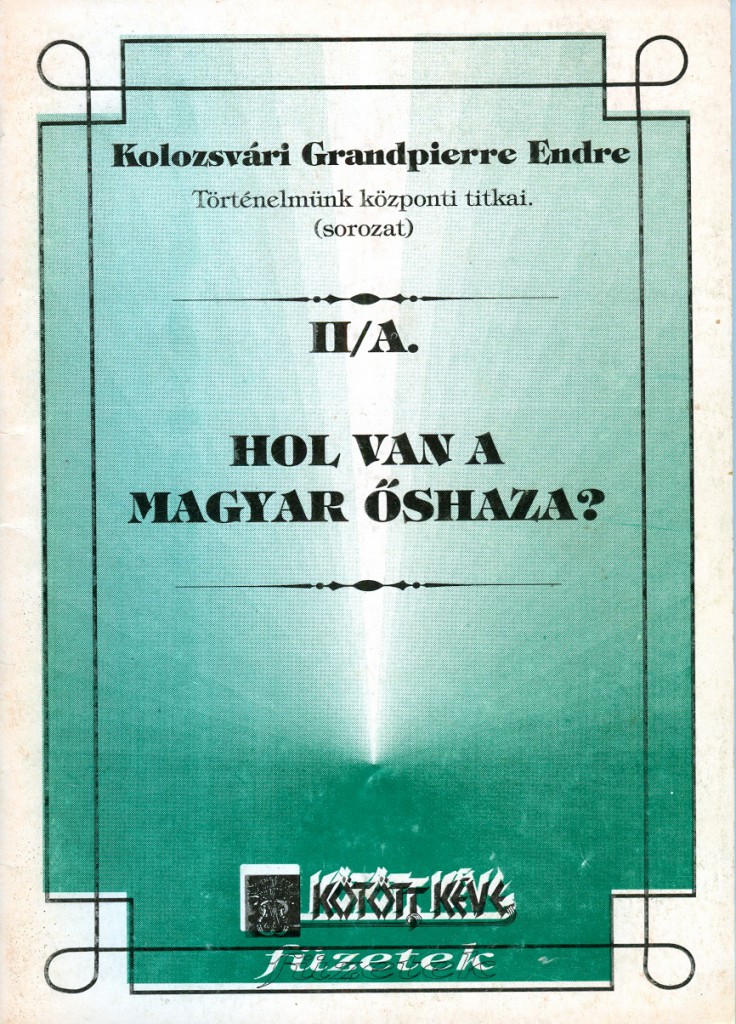 Kolozsvári Grandpierre Endre
Történelmünk központi titkai.
(sorozat)
II/A.
HOL VAN A
MAGYAR ŐSHAZA?
KÖTÖTT KÉVE
füzetek